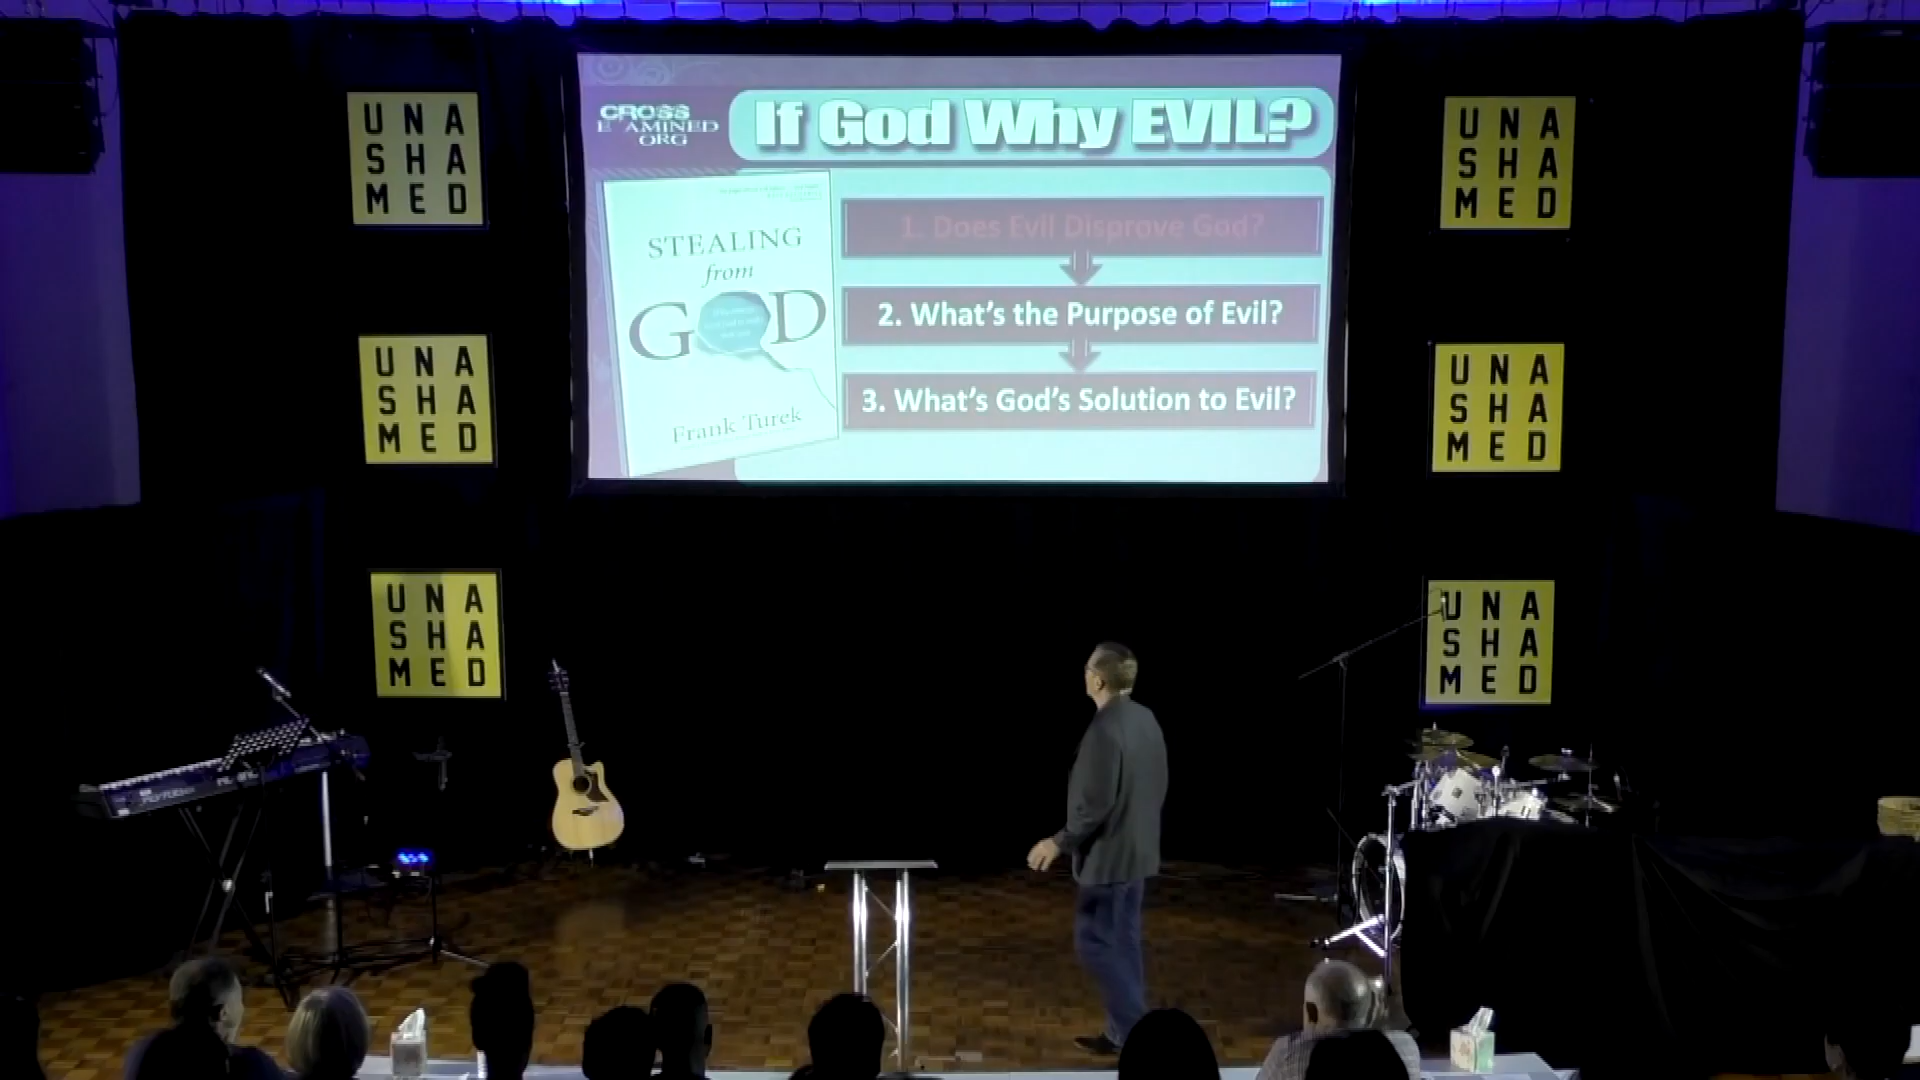 UNA
SHA
MED
UNA
SHA
MED
UNA
SHA
MED
CROSS
E AMINED
ORG
If God Why EVIL?
STEALING
from
GOD
Frank Turek
1. Does Evil Disprove God?
2. What's the Purpose of Evil?
3. What's God's Solution to Evil?
UNA
SHA
MED
UNA
SHA
MED
UNA
SHA
MED